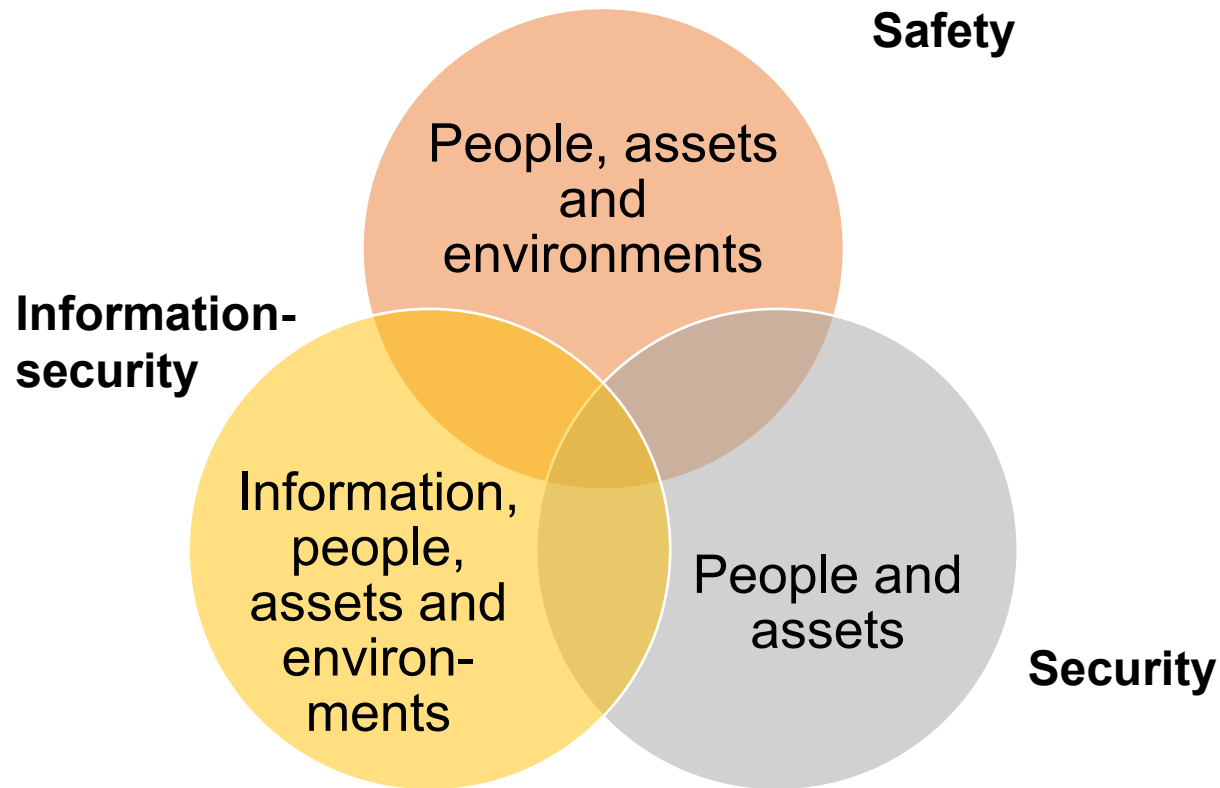 Safety
People, assets
and
environments
Information-
security
Information,
people,
assets and
environ-
ments
People and
assets
Security